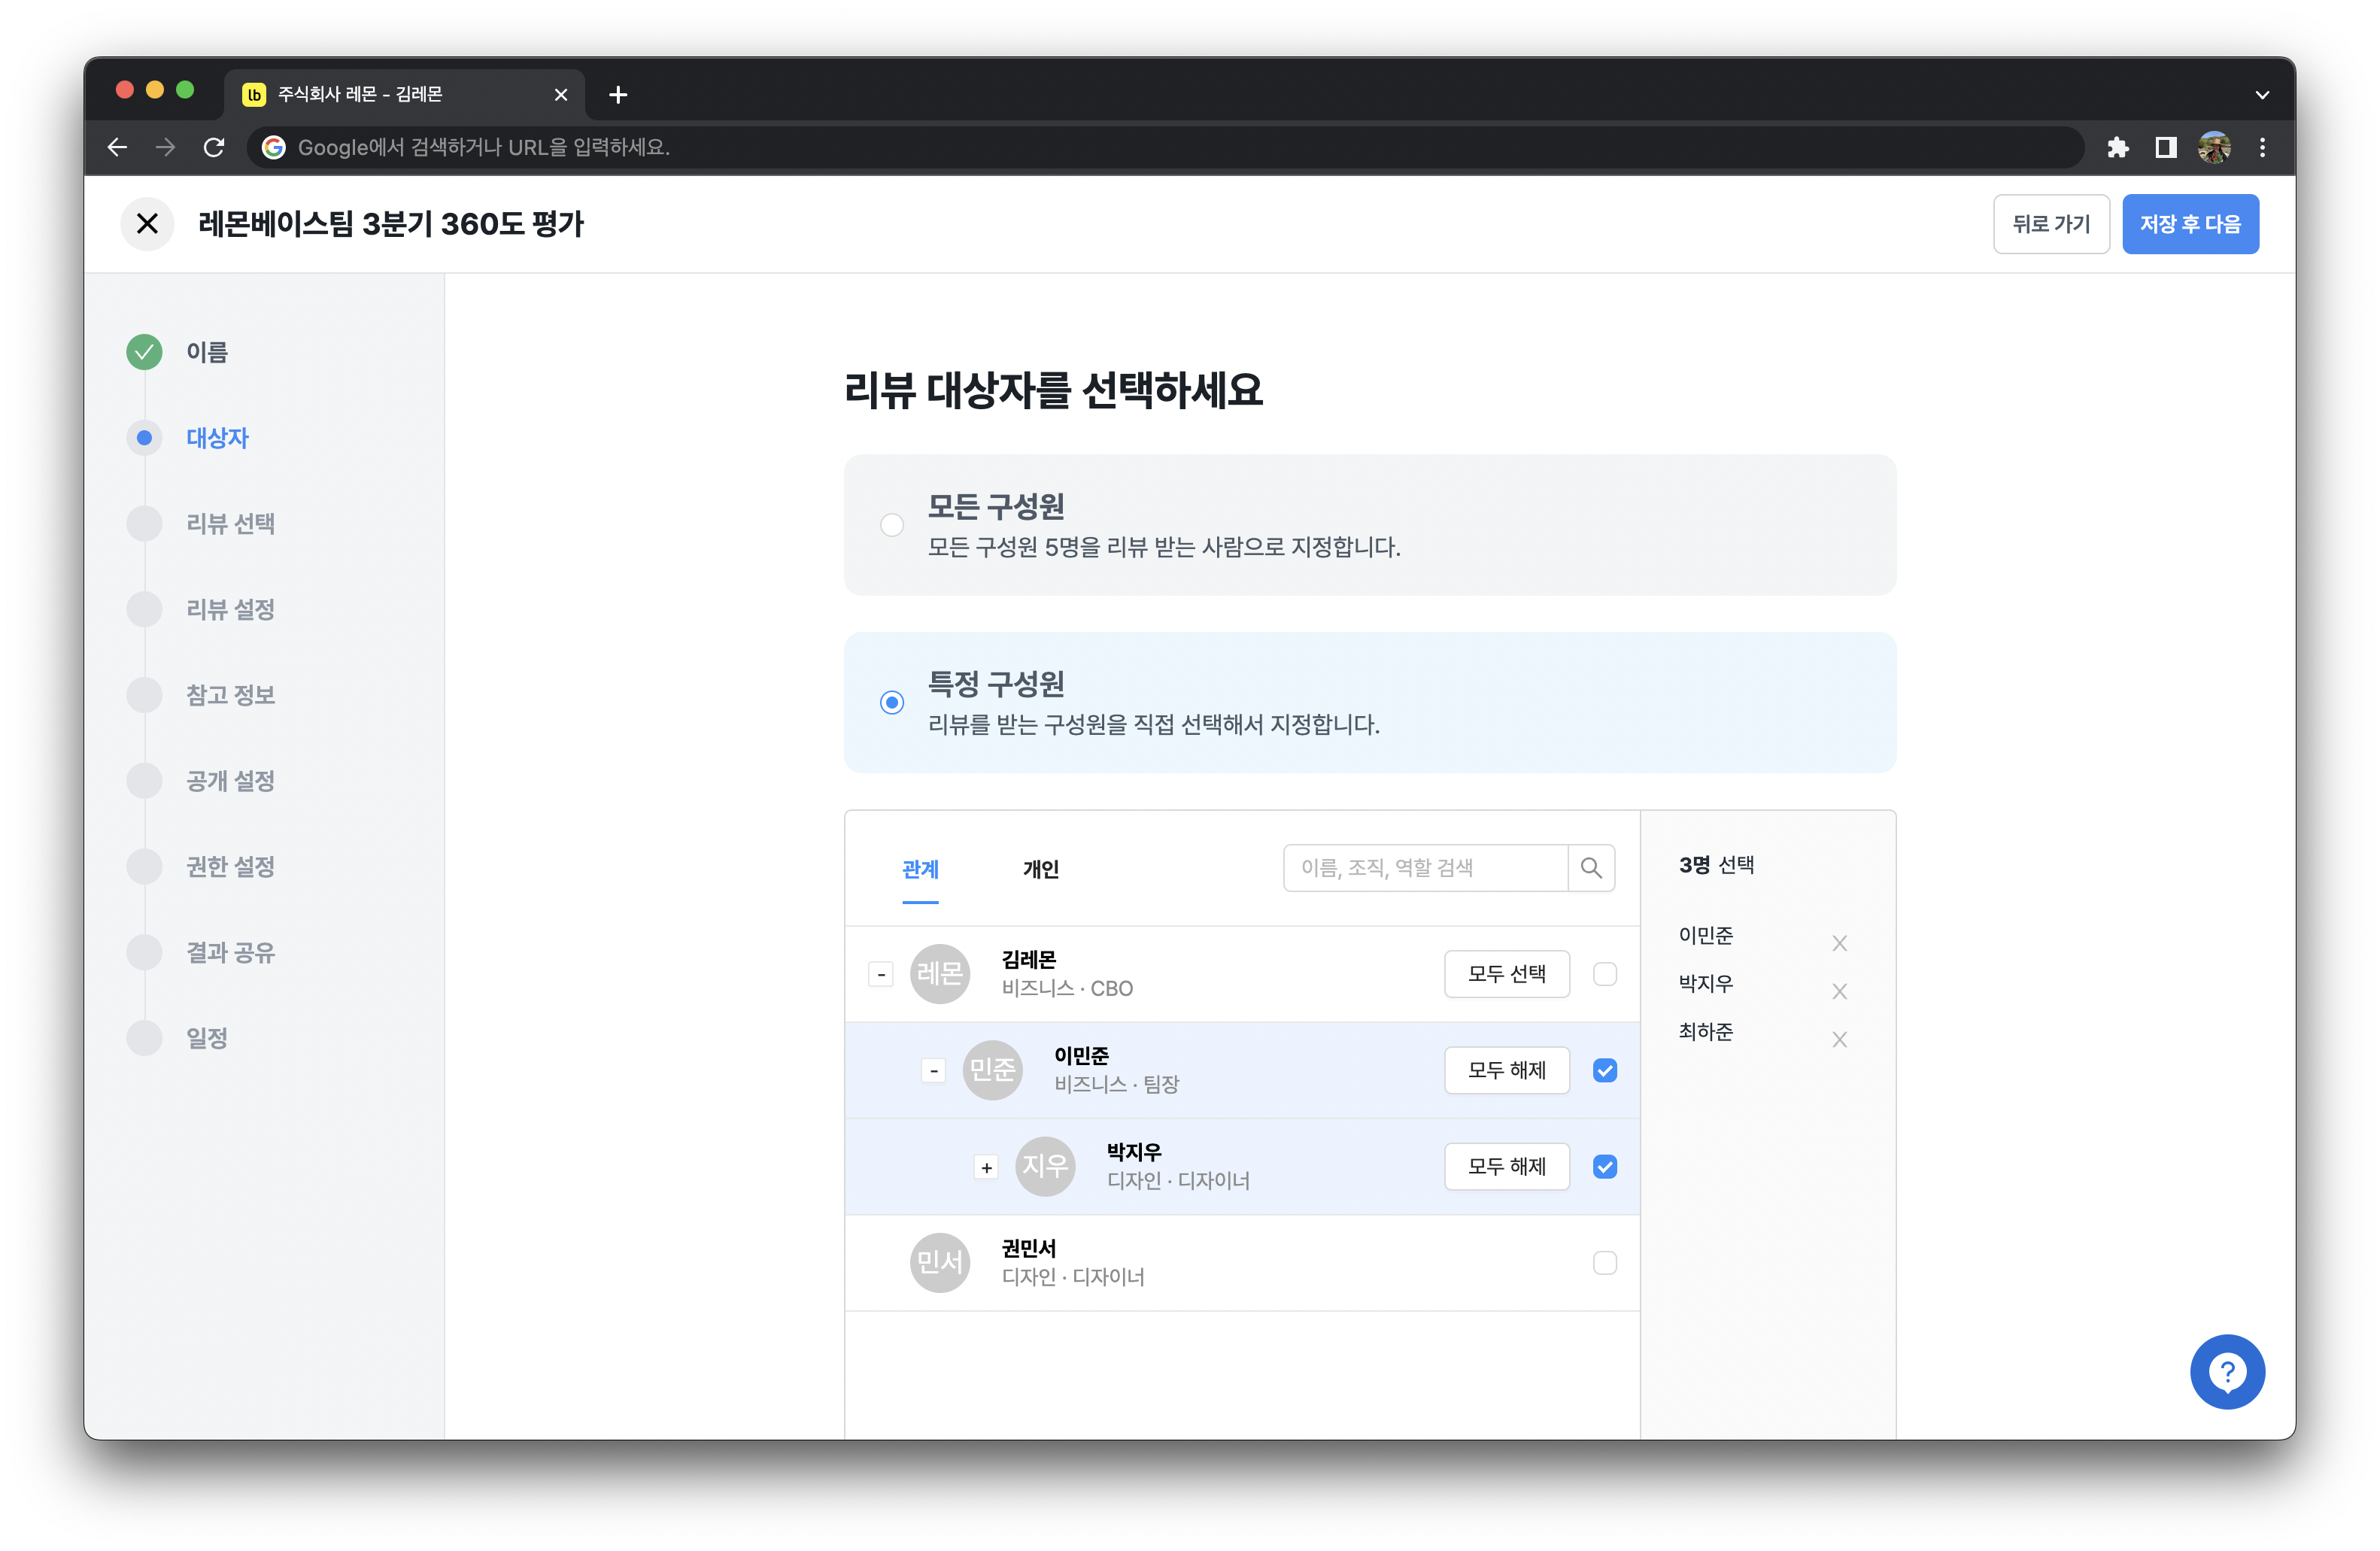 lb 주식회사 레몬 - 김레몬
Google에서 검색하거나 URL을 입력하세요.
레몬베이스팀 3분기 360도 평가
뒤로 가기
저장 후 다음
이름
대상자
리뷰 선택
리뷰 설정
참고 정보
공개 설정
권한 설정
결과 공유
일정
리뷰 대상자를 선택하세요
모든 구성원
모든 구성원 5명을 리뷰 받는 사람으로 지정합니다.
특정 구성원
리뷰를 받는 구성원을 직접 선택해서 지정합니다.
관계
개인
이름, 조직, 역할 검색
- 레몬
김레몬
비즈니스 · CBO
모두 선택
- 민준
이민준
비즈니스 · 팀장
모두 해제
+ 지우
박지우
디자인 · 디자이너
모두 해제
민서
권민서
디자인 · 디자이너
3명 선택
이민준
박지우
최하준
?